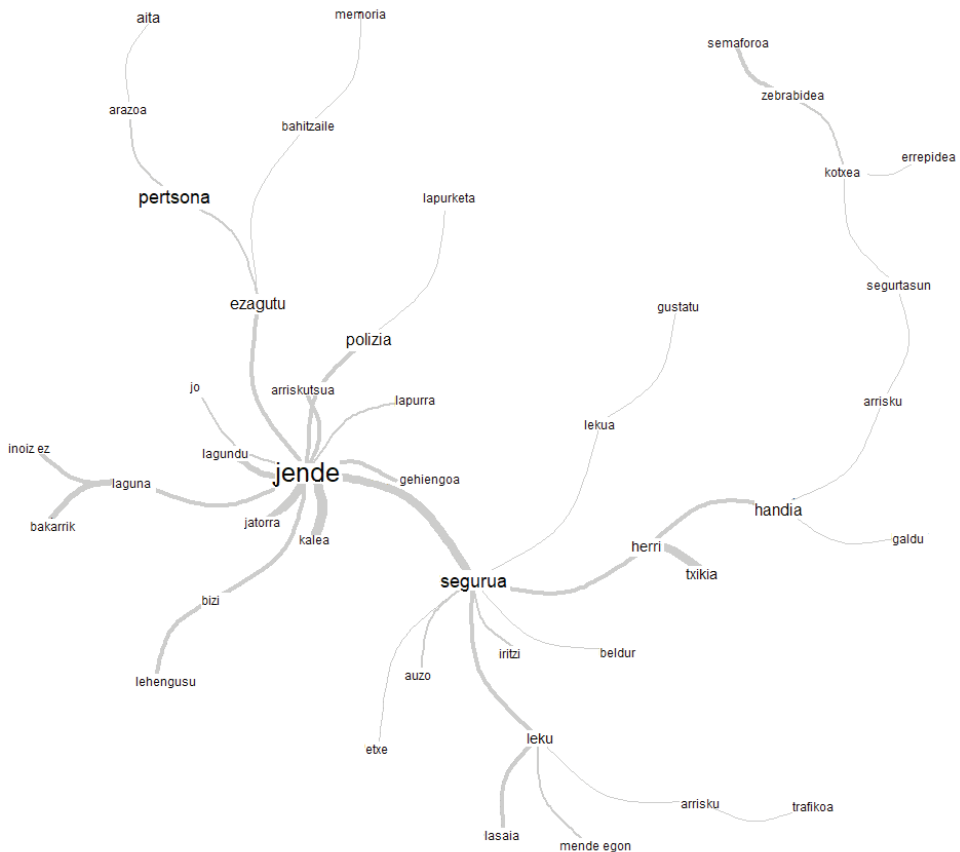 aita
memoria
semaforoa
zebrabidea
arazoa
bahitzaile
errepidea
kotxea
pertsona
lapurketa
segurtasun
ezagutu
gustatu
polizia
jo
arriskutsua
lapurra
arrisku
lekua
inoiz ez
lagundu
jende
gehiengoa
laguna
handia
bakarrik
jatorra
kalea
galdu
herri
txikia
segurua
bizi
iritzi
beldur
auzo
lehengusu
leku
etxe
arrisku
trafikoa
lasaia
mende egon